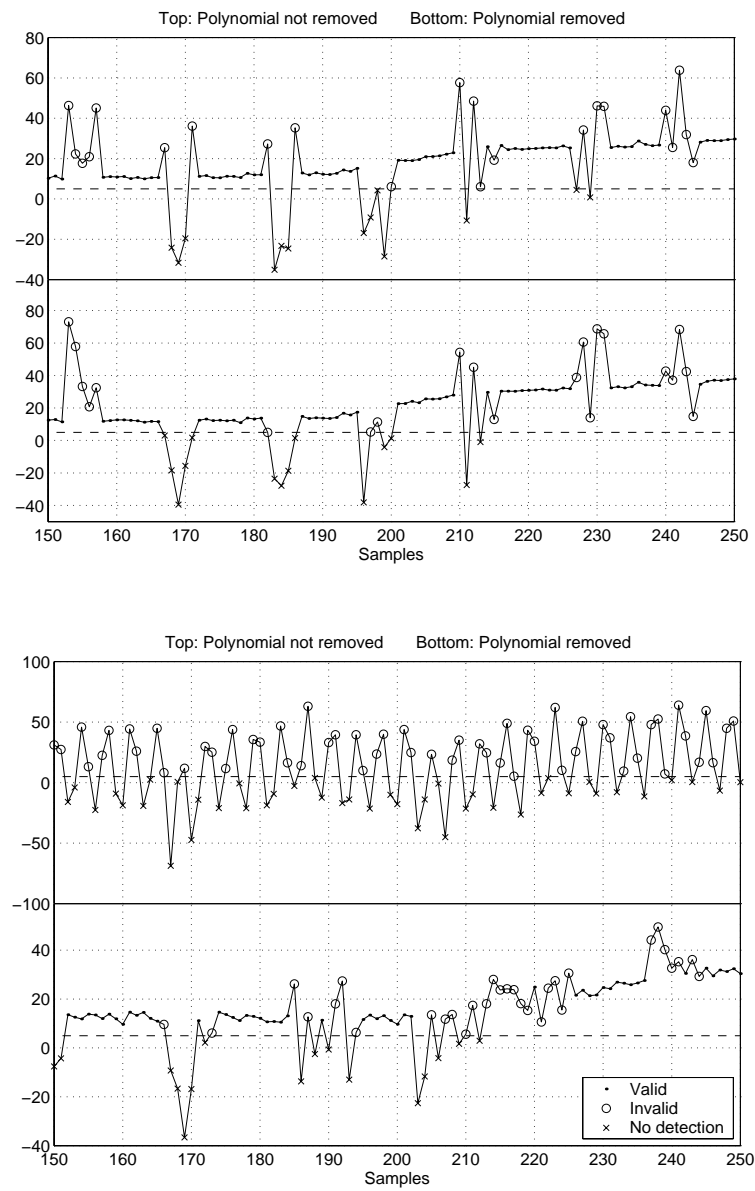 Top: Polynomial not removed Bottom: Polynomial removed
80
60
40
20
0
−20
−40
80
60
40
20
0
−20
−40
150 160 170 180 190 200 210 220 230 240 250
Samples
Top: Polynomial not removed Bottom: Polynomial removed
100
50
0
−50
−100
40
20
0
−20
−40
150 160 170 180 190 200 210 220 230 240 250
Samples
Valid
Invalid
No detection